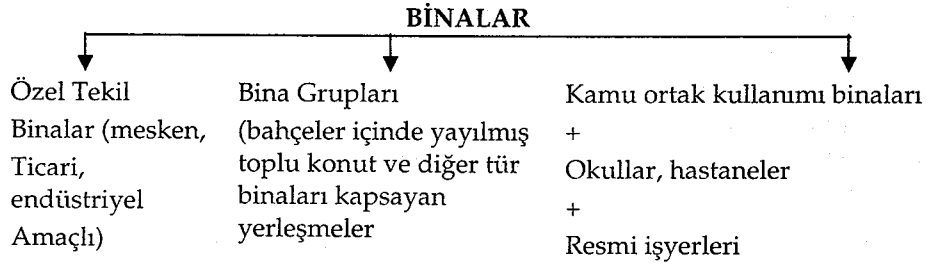 BİNALAR
Özel Tekil
Binalar (mesken,
Ticari,
endüstriyel
Amaçlı)
Bina Grupları
(bahçeler içinde yayılmış
toplu konut ve diğer tür
binaları kapsayan
yerleşmeler
Kamu ortak kullanımı binaları
+
Okullar, hastaneler
+
Resmi işyerleri